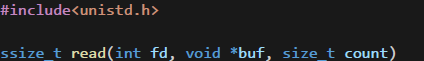 #include<unistd.h>
ssize_t read(int fd, void *buf, size_t count)